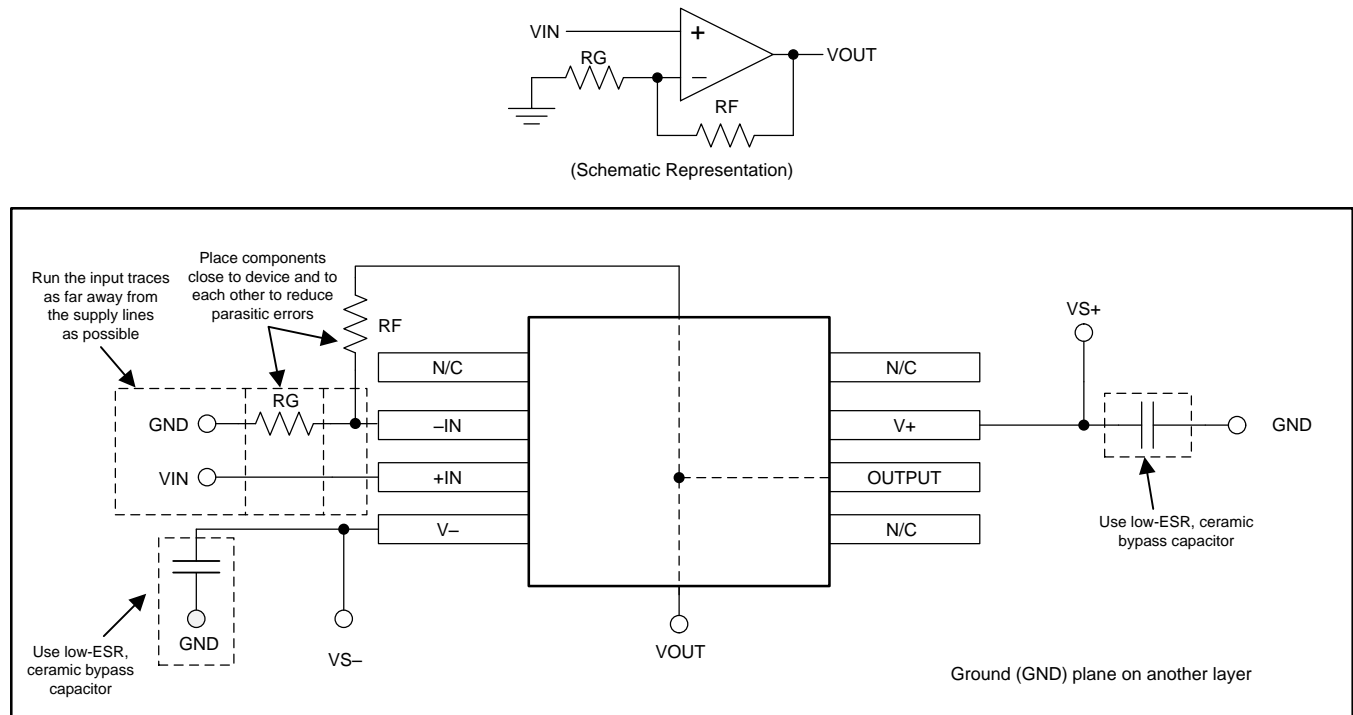 VIN
+
VOUT
RG
–
RF
(Schematic Representation)
Run the input traces
as far away from
the supply lines
as possible
Place components
close to device and to
each other to reduce
parasitic errors
RF
VS+
N/C
N/C
RG
GND
–IN
V+
GND
VIN
+IN
OUTPUT
V–
N/C
Use low-ESR, ceramic
bypass capacitor
GND
VS–
VOUT
Use low-ESR,
ceramic bypass
capacitor
Ground (GND) plane on another layer